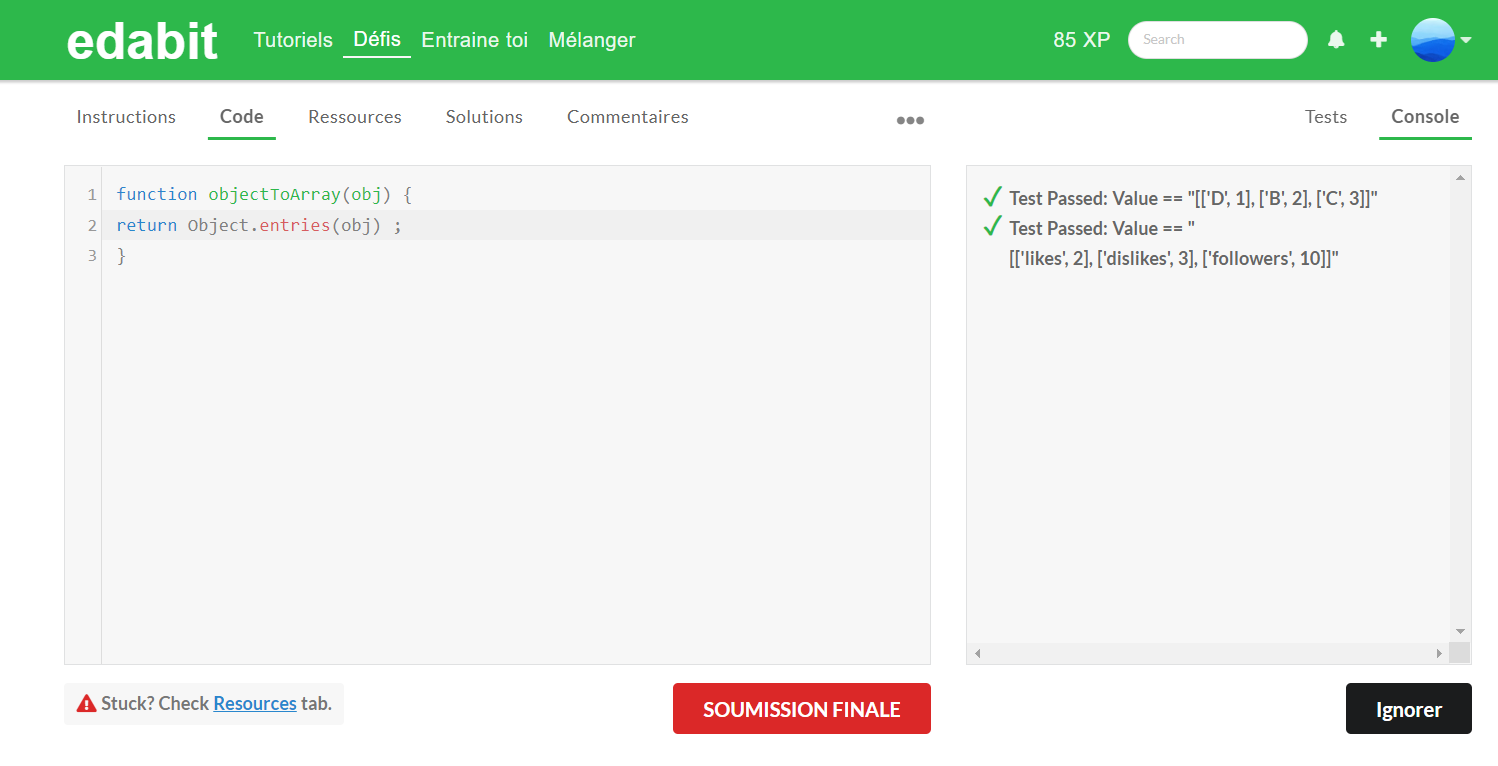 edabit
Tutoriels Défis Entraine toi Mélanger
85 XP
Search
Instructions Code Ressources Solutions Commentaires
Tests Console
1 function objectToArray(obj) {
2 return Object.entries(obj) ;
3 }
Test Passed: Value == "[['D', 1], ['B', 2], ['C', 3]]"
Test Passed: Value == "
[['likes', 2], ['dislikes', 3], ['followers', 10]]"
Stuck? Check Resources tab.
SOUMISSION FINALE
Ignorer